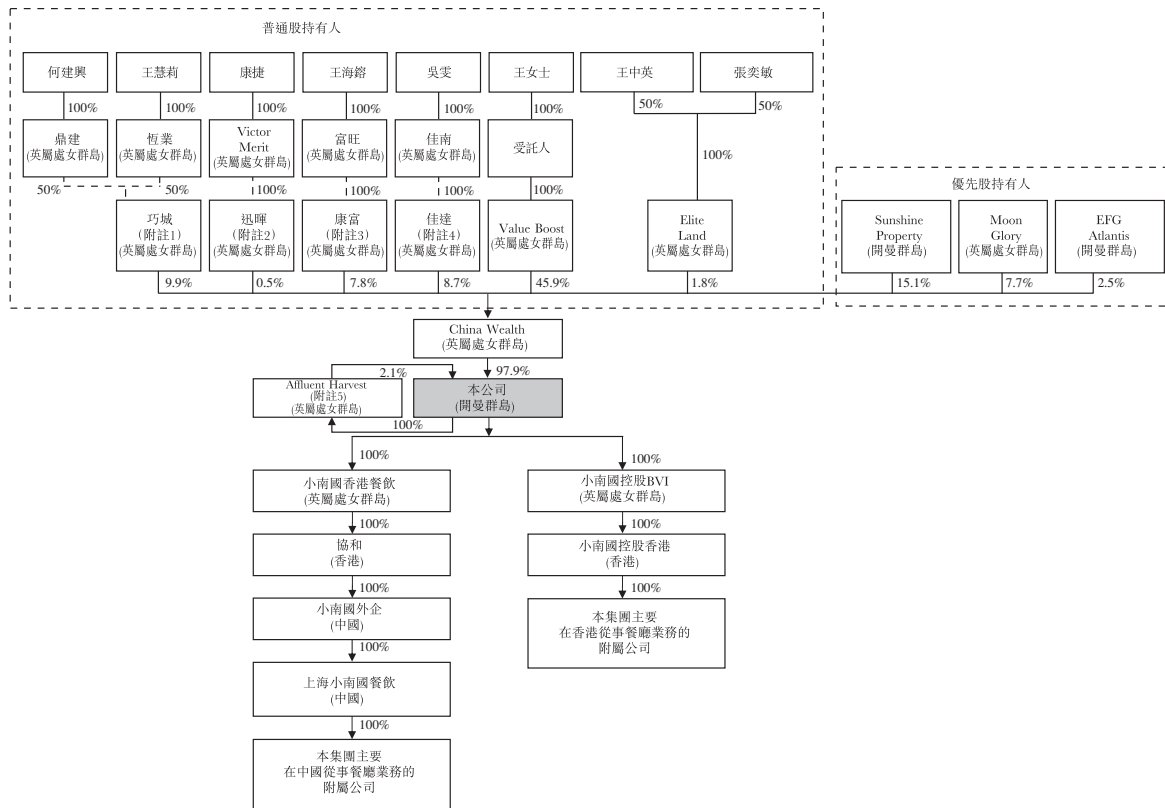 普通股持有人
何建興
王慧莉
康捷
王海鎔
吳雯
王女士
王中英
張奕敏
100%
100%
100%
100%
100%
100%
50%
50%
鼎建
(英屬處女群島)
恆業
(英屬處女群島)
Victor
Merit
(英屬處女群島)
富旺
(英屬處女群島)
佳南
(英屬處女群島)
受託人
100%
50%
50%
100%
100%
100%
100%
優先股持有人
巧城
(附註1)
(英屬處女群島)
迅暉
(附註2)
(英屬處女群島)
康富
(附註3)
(英屬處女群島)
佳達
(附註4)
(英屬處女群島)
Value Boost
(英屬處女群島)
Elite
Land
(英屬處女群島)
Sunshine
Property
(開曼群島)
Moon
Glory
(英屬處女群島)
EFG
Atlantis
(開曼群島)
9.9%
0.5%
7.8%
8.7%
45.9%
1.8%
15.1%
7.7%
2.5%
China Wealth
(英屬處女群島)
2.1%
97.9%
Affluent Harvest
(附註5)
(英屬處女群島)
本公司
(開曼群島)
100%
100%
100%
小南國香港餐飲
(英屬處女群島)
小南國控股BVI
(英屬處女群島)
100%
100%
協和
(香港)
小南國控股香港
(香港)
100%
100%
小南國外企
(中國)
本集團主要
在香港從事餐廳業務的
附屬公司
100%
上海小南國餐飲
(中國)
100%
本集團主要
在中國從事餐廳業務的
附屬公司